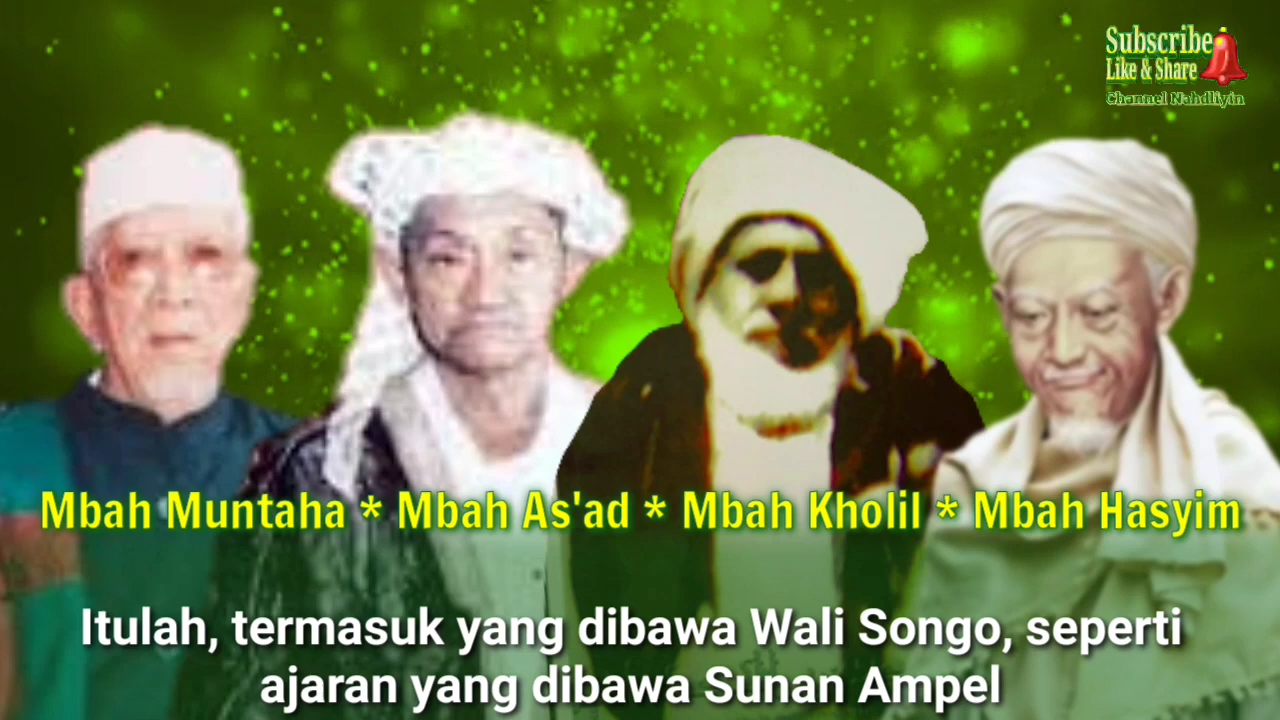 Subscribe
Like & Share
Channel Nahdliyin
Mbah Muntaha * Mbah As'ad * Mbah Kholil * Mbah Hasyim
Itulah, termasuk yang dibawa Wali Songo, seperti
ajaran yang dibawa Sunan Ampel